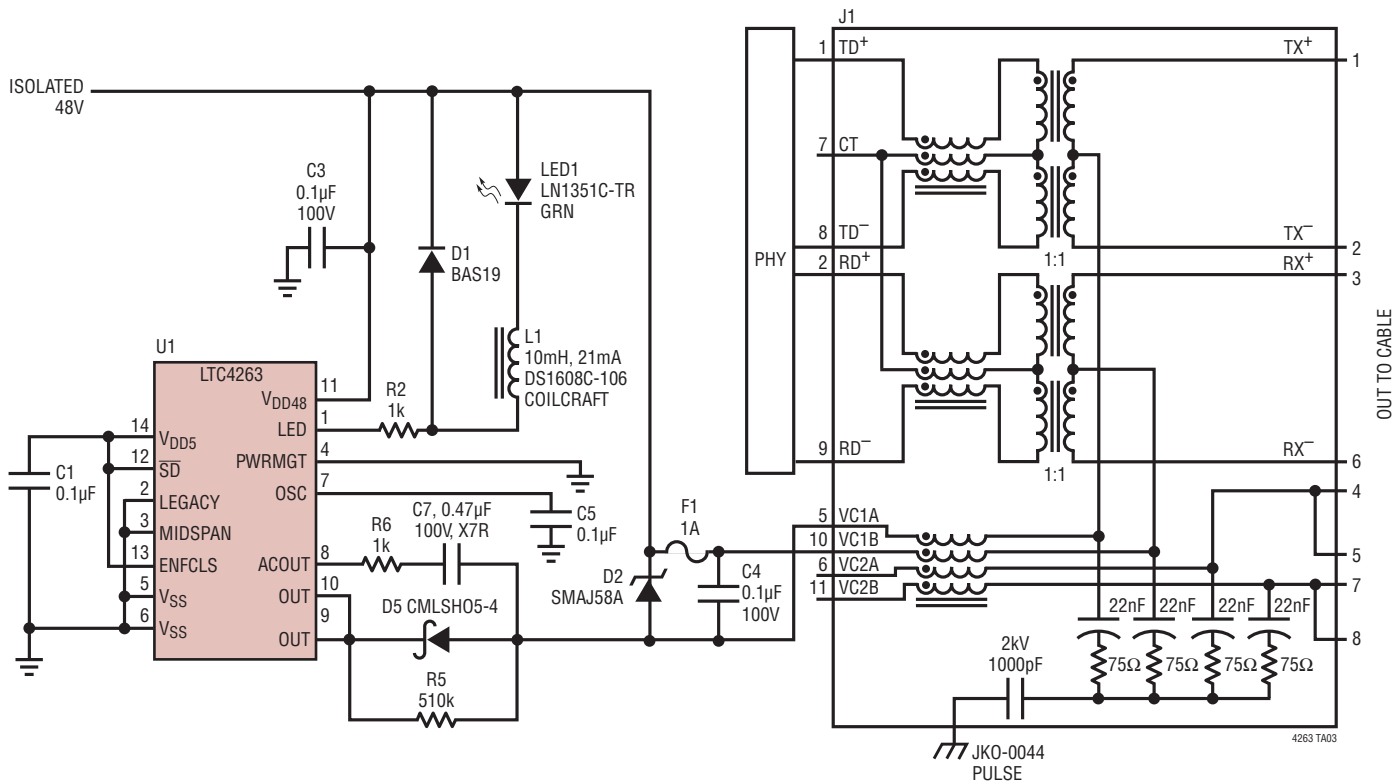 ISOLATED
48V
C3
0.1µF
100V
D1
BAS19
LED1
LN1351C-TR
GRN
L1
10mH, 21mA
DS1608C-106
COILCRAFT
R2
1k
U1
LTC4263
VDD48
11
LED
1
PWRMGT
4
OSC
7
ACOUT
8
OUT
10
OUT
9
14
VDD5
12
SD
2
LEGACY
3
MIDSPAN
13
ENFCLS
5
VSS
6
VSS
C1
0.1µF
C5
0.1µF
R6
1k
C7, 0.47µF
100V, X7R
D5 CMLSHO5-4
R5
510k
D2
SMAJ58A
F1
1A
C4
0.1µF
100V
PHY
J1
1 TD+
7 CT
8 TD–
2 RD+
9 RD–
5 VC1A
10 VC1B
6 VC2A
11 VC2B
TX+
1
TX–
2
1:1
RX+
3
RX–
6
1:1
4
5
7
8
OUT TO CABLE
22nF
22nF
22nF
22nF
75Ω
75Ω
75Ω
75Ω
2kV
1000pF
JKO-0044
PULSE
4263 TA03